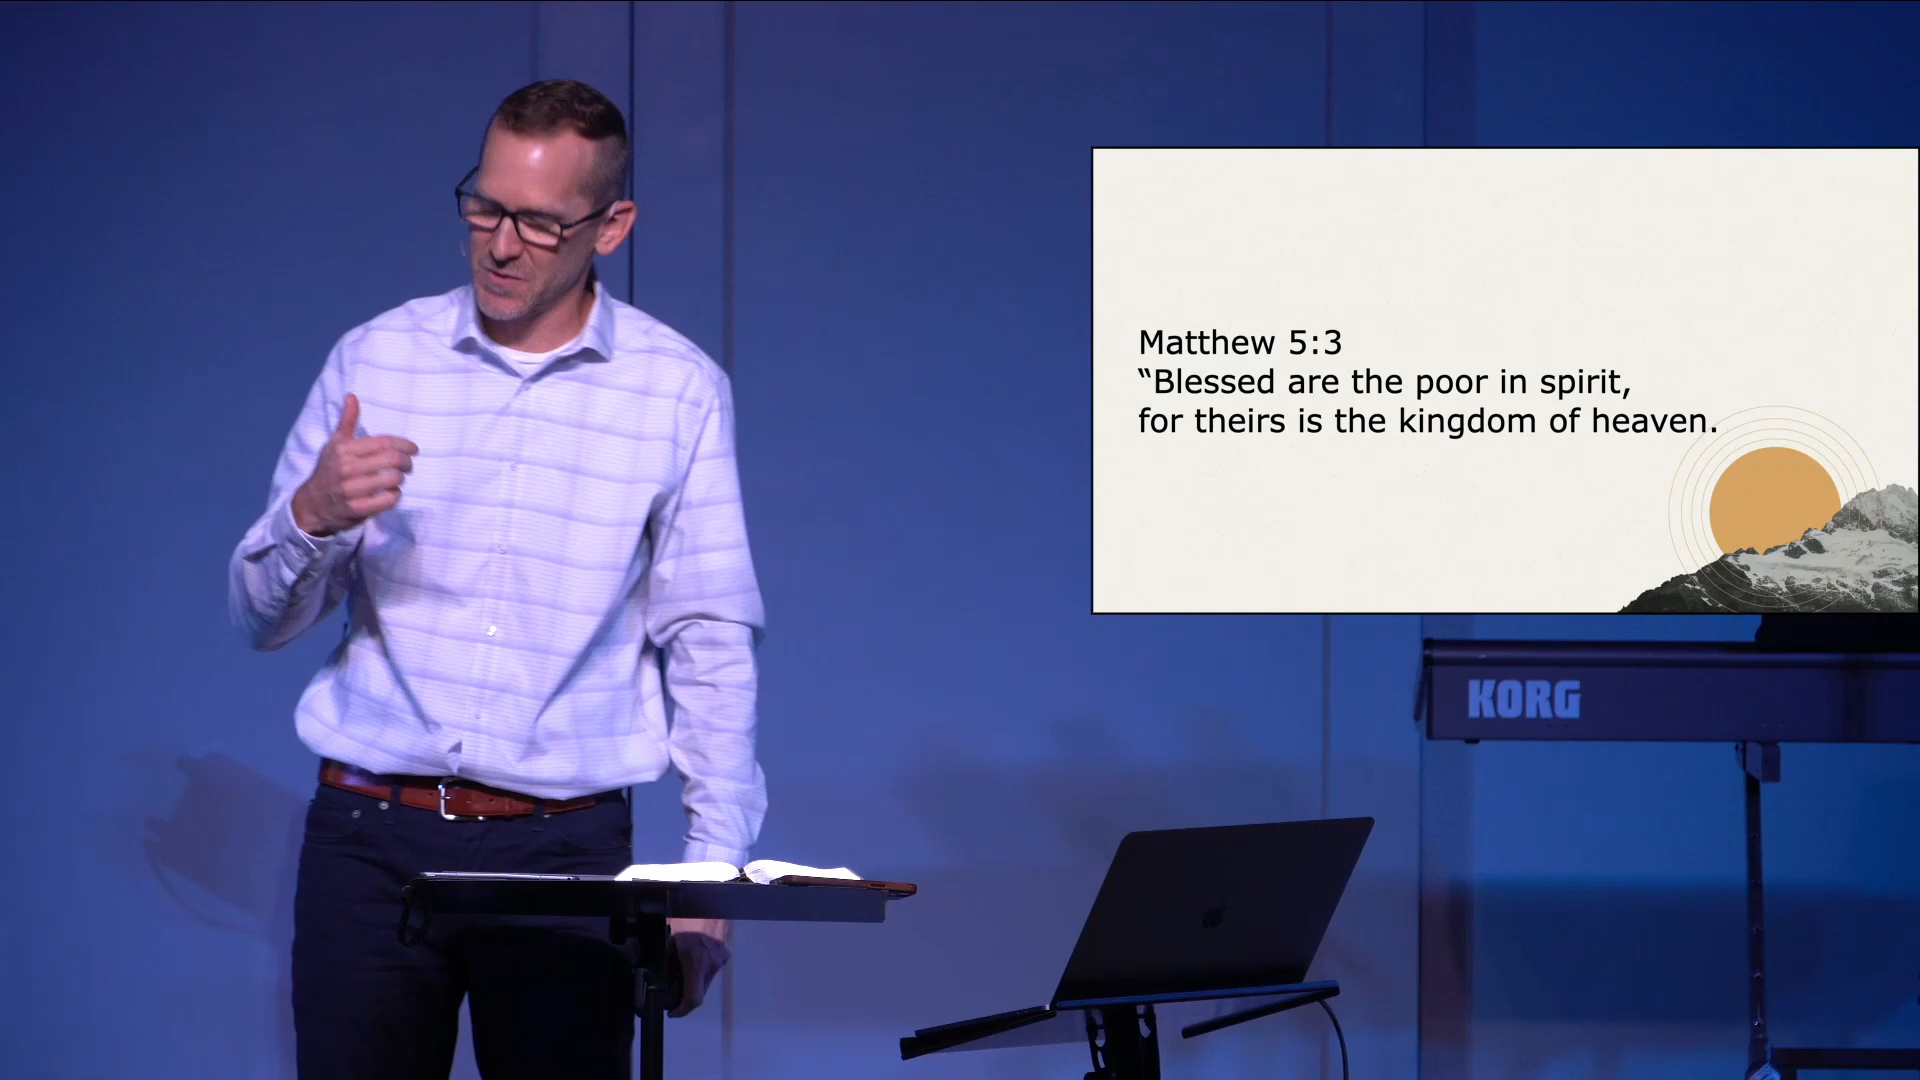 Matthew 5:3
“Blessed are the poor in spirit,
for theirs is the kingdom of heaven.
KORG